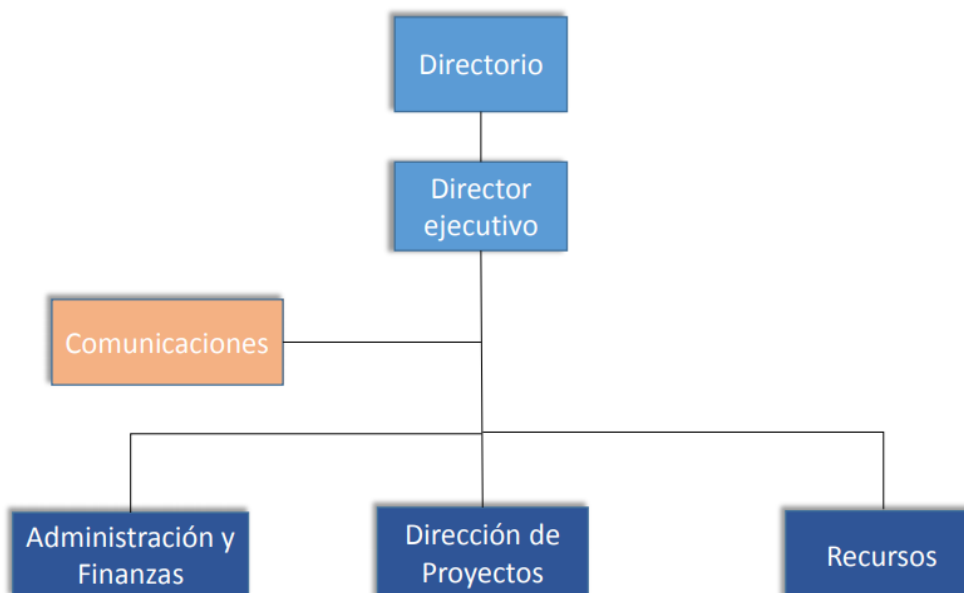 Directorio
Director
ejecutivo
Comunicaciones
Administración y
Finanzas
Dirección de
Proyectos
Recursos